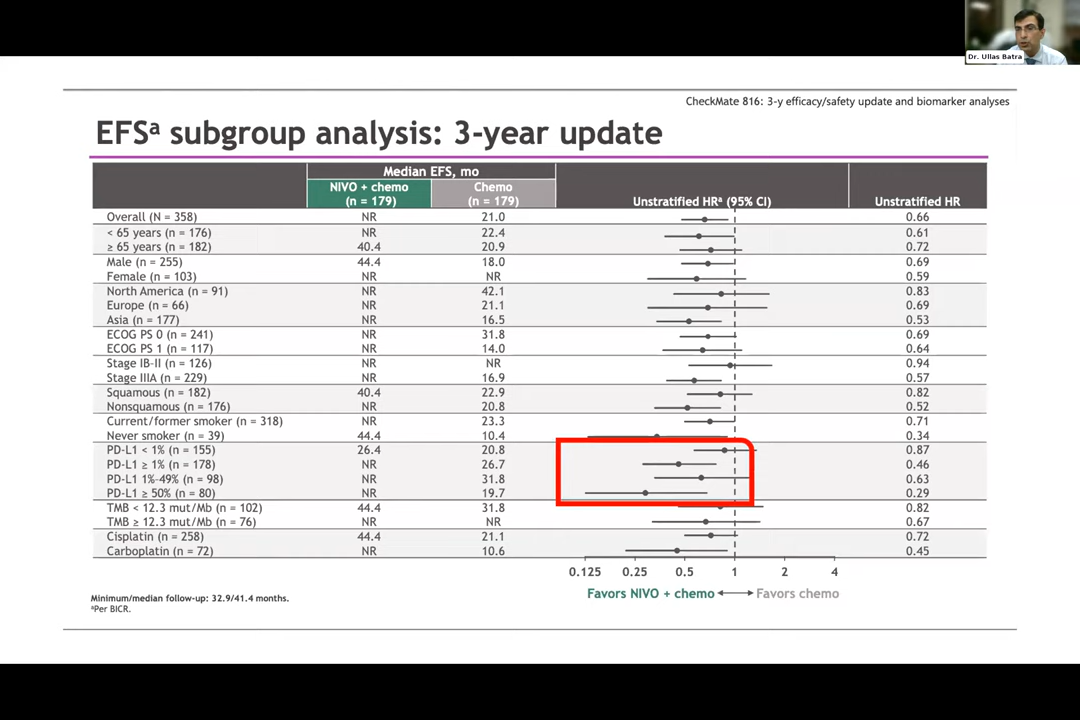 Dr. Ullas Batra
CheckMate 816: 3-y efficacy/safety update and biomarker analyses
EFSᵃ subgroup analysis: 3-year update
Median EFS, mo
NIVO + chemo (n = 179) Chemo (n = 179) Unstratified HRᵃ (95% CI) Unstratified HR
Overall (N = 358) NR 21.0 0.66
< 65 years (n = 176) NR 22.4 0.61
≥ 65 years (n = 182) 40.4 20.9 0.72
Male (n = 255) 44.4 18.0 0.69
Female (n = 103) NR NR 0.59
North America (n = 91) NR 42.1 0.83
Europe (n = 66) NR 21.1 0.69
Asia (n = 177) NR 16.5 0.53
ECOG PS 0 (n = 241) NR 31.8 0.69
ECOG PS 1 (n = 117) NR 14.0 0.64
Stage IB-II (n = 126) NR NR 0.94
Stage IIIA (n = 229) NR 16.9 0.57
Squamous (n = 182) 40.4 22.9 0.82
Nonsquamous (n = 176) NR 20.8 0.52
Current/former smoker (n = 318) NR 23.3 0.71
Never smoker (n = 39) 44.4 10.4 0.34
PD-L1 < 1% (n = 155) 26.4 20.8 0.87
PD-L1 ≥ 1% (n = 178) NR 26.7 0.46
PD-L1 1%-49% (n = 98) NR 31.8 0.63
PD-L1 ≥ 50% (n = 80) NR 19.7 0.29
TMB < 12.3 mut/Mb (n = 102) 44.4 31.8 0.82
TMB ≥ 12.3 mut/Mb (n = 76) NR NR 0.67
Cisplatin (n = 258) 44.4 21.1 0.72
Carboplatin (n = 72) NR 10.6 0.45
0.125 0.25 0.5 1 2 4
Favors NIVO + chemo Favors chemo
Minimum/median follow-up: 32.9/41.4 months.
ᵃPer BICR.